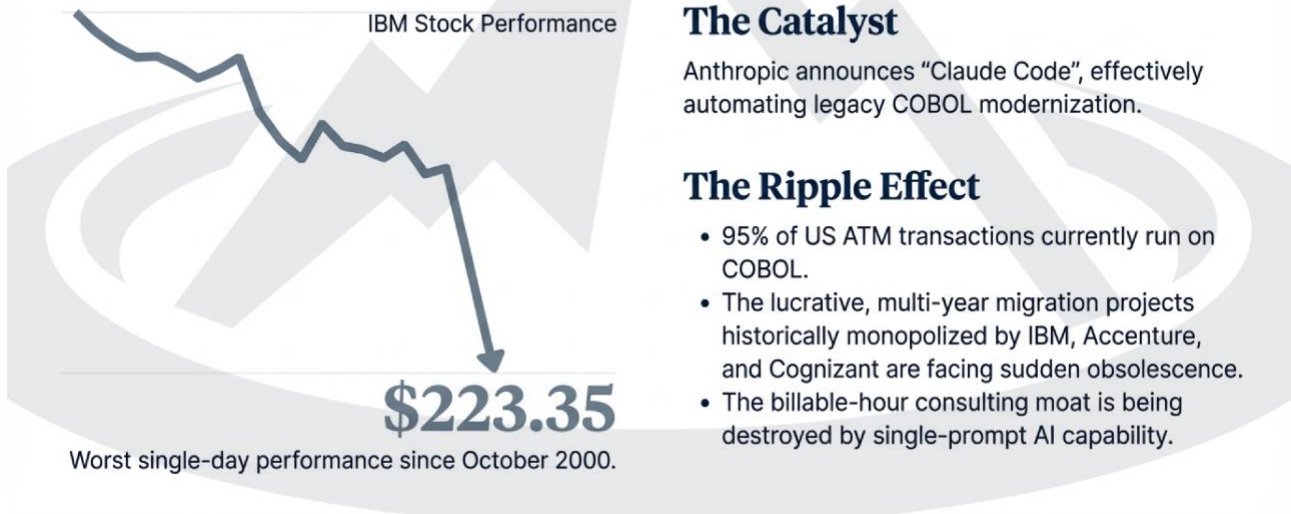 IBM Stock Performance
$223.35
Worst single-day performance since October 2000.
The Catalyst
Anthropic announces “Claude Code”, effectively
automating legacy COBOL modernization.
The Ripple Effect
• 95% of US ATM transactions currently run on
COBOL.
• The lucrative, multi-year migration projects
historically monopolized by IBM, Accenture,
and Cognizant are facing sudden obsolescence.
• The billable-hour consulting moat is being
destroyed by single-prompt AI capability.